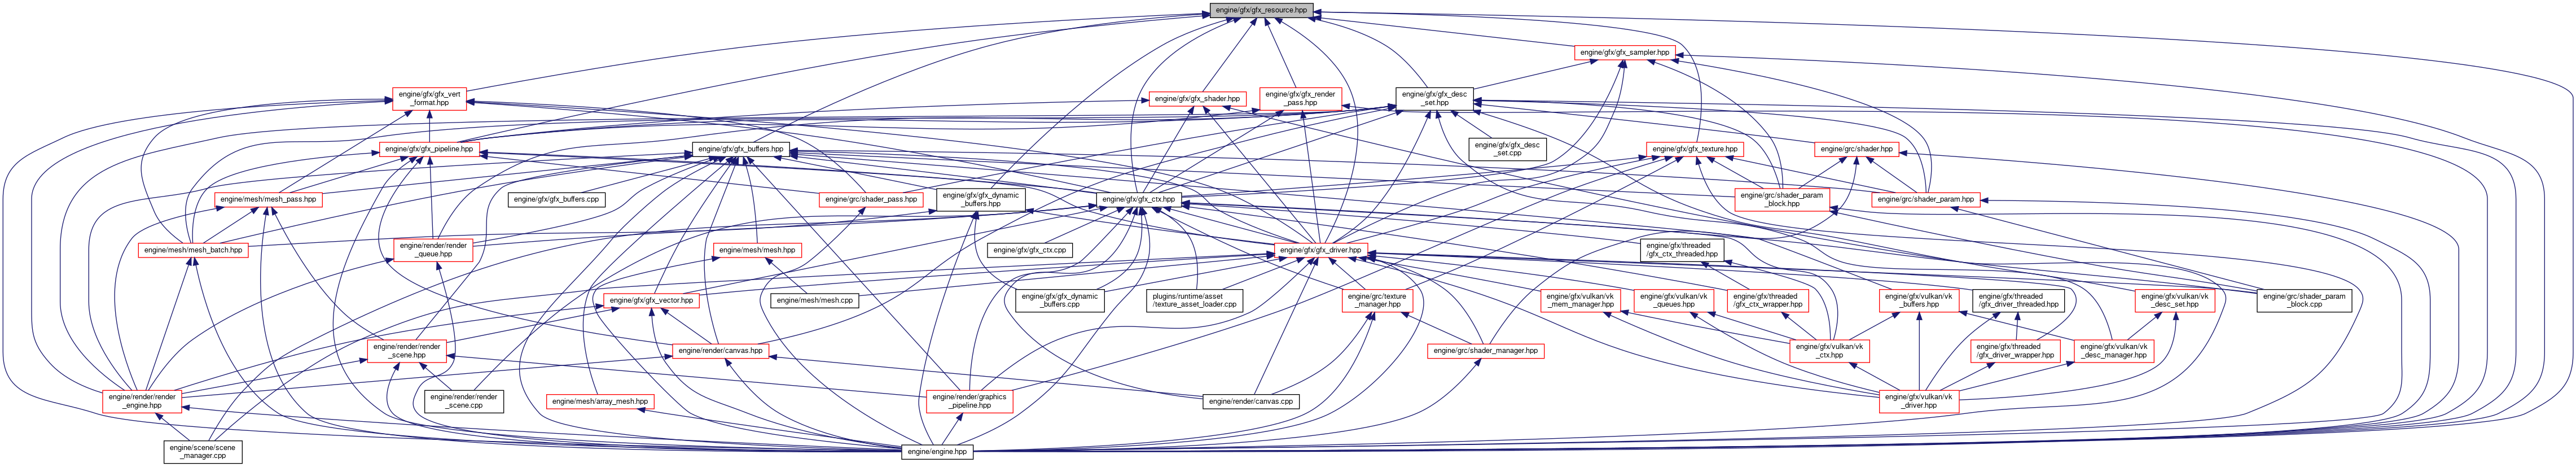 engine/gfx/gfx_resource.hpp
engine/gfx/gfx_sampler.hpp
engine/gfx/gfx_vert
_format.hpp
engine/gfx/gfx_shader.hpp
engine/gfx/gfx_render
_pass.hpp
engine/gfx/gfx_desc
_set.hpp
engine/gfx/gfx_pipeline.hpp
engine/gfx/gfx_buffers.hpp
engine/gfx/gfx_desc
_set.cpp
engine/gfx/gfx_texture.hpp
engine/grc/shader.hpp
engine/mesh/mesh_pass.hpp
engine/gfx/gfx_buffers.cpp
engine/grc/shader_pass.hpp
engine/gfx/gfx_dynamic
_buffers.hpp
engine/gfx/gfx_ctx.hpp
engine/grc/shader_param
_block.hpp
engine/grc/shader_param.hpp
engine/mesh/mesh_batch.hpp
engine/render/render
_queue.hpp
engine/mesh/mesh.hpp
engine/gfx/gfx_ctx.cpp
engine/gfx/gfx_driver.hpp
engine/gfx/threaded
/gfx_ctx_threaded.hpp
engine/gfx/gfx_vector.hpp
engine/mesh/mesh.cpp
engine/gfx/gfx_dynamic
_buffers.cpp
plugins/runtime/asset
/texture_asset_loader.cpp
engine/grc/texture
_manager.hpp
engine/gfx/vulkan/vk
_mem_manager.hpp
engine/gfx/vulkan/vk
_queues.hpp
engine/gfx/threaded
/gfx_ctx_wrapper.hpp
engine/gfx/vulkan/vk
_buffers.hpp
engine/gfx/threaded
/gfx_driver_threaded.hpp
engine/gfx/vulkan/vk
_desc_set.hpp
engine/grc/shader_param
_block.cpp
engine/render/render
_scene.hpp
engine/render/canvas.hpp
engine/grc/shader_manager.hpp
engine/gfx/vulkan/vk
_ctx.hpp
engine/gfx/threaded
/gfx_driver_wrapper.hpp
engine/gfx/vulkan/vk
_desc_manager.hpp
engine/render/render
_engine.hpp
engine/render/render
_scene.cpp
engine/mesh/array_mesh.hpp
engine/render/graphics
_pipeline.hpp
engine/render/canvas.cpp
engine/gfx/vulkan/vk
_driver.hpp
engine/scene/scene
_manager.cpp
engine/engine.hpp